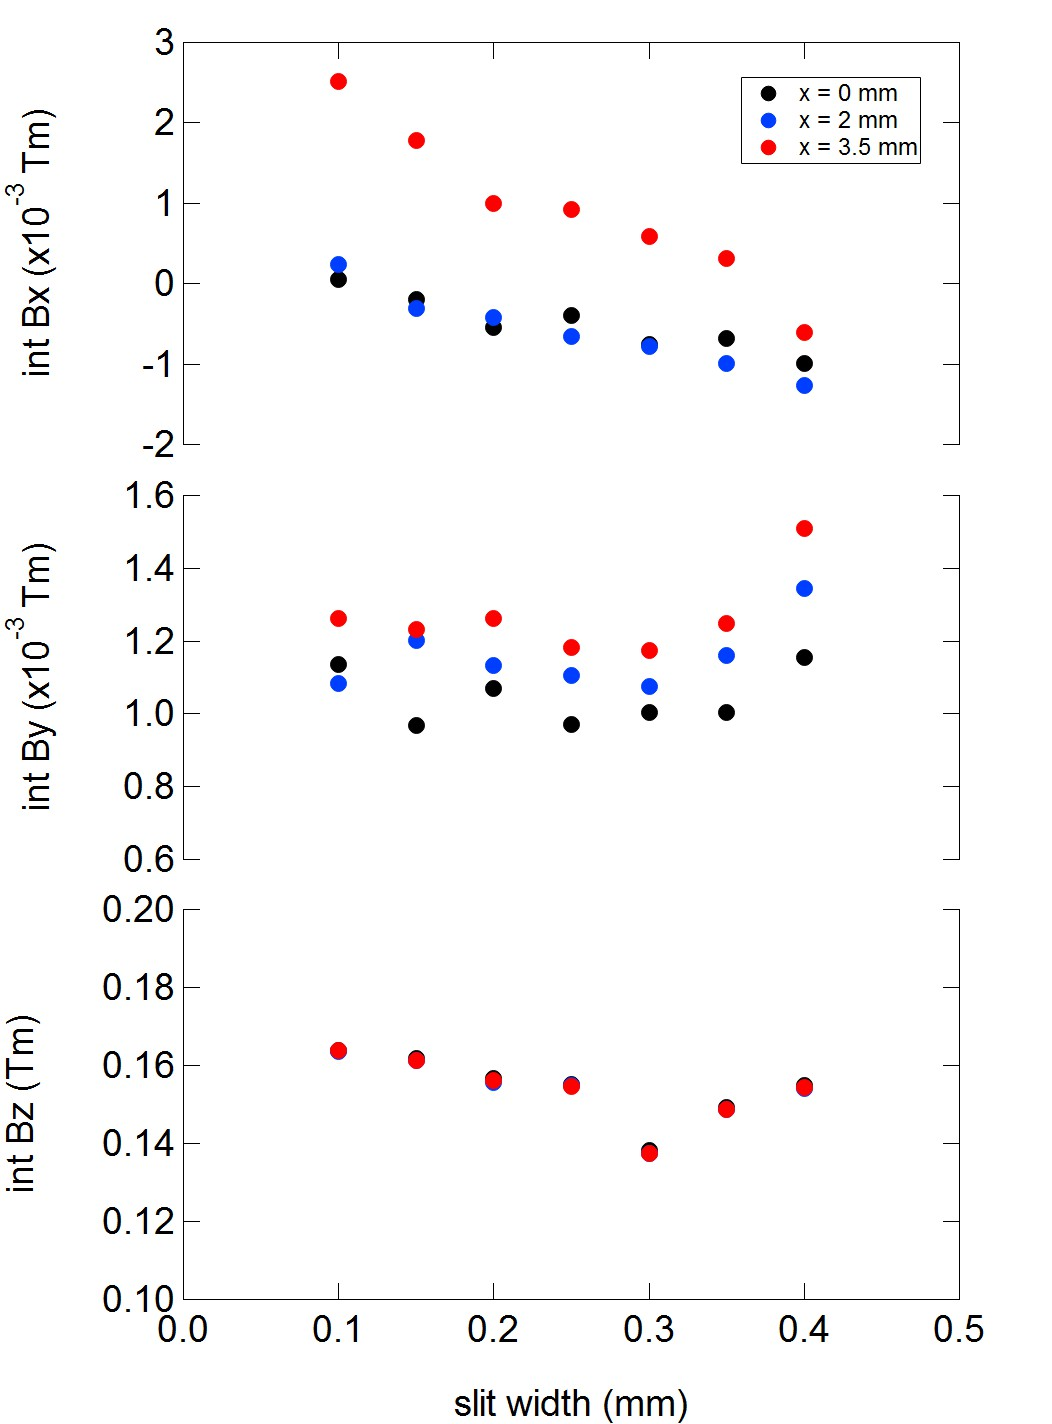 3
2
1
0
-1
-2
int Bx (x10⁻³ Tm)
x = 0 mm
x = 2 mm
x = 3.5 mm
1.6
1.4
1.2
1.0
0.8
0.6
int By (x10⁻³ Tm)
0.20
0.18
0.16
0.14
0.12
0.10
int Bz (Tm)
0.0 0.1 0.2 0.3 0.4 0.5
slit width (mm)